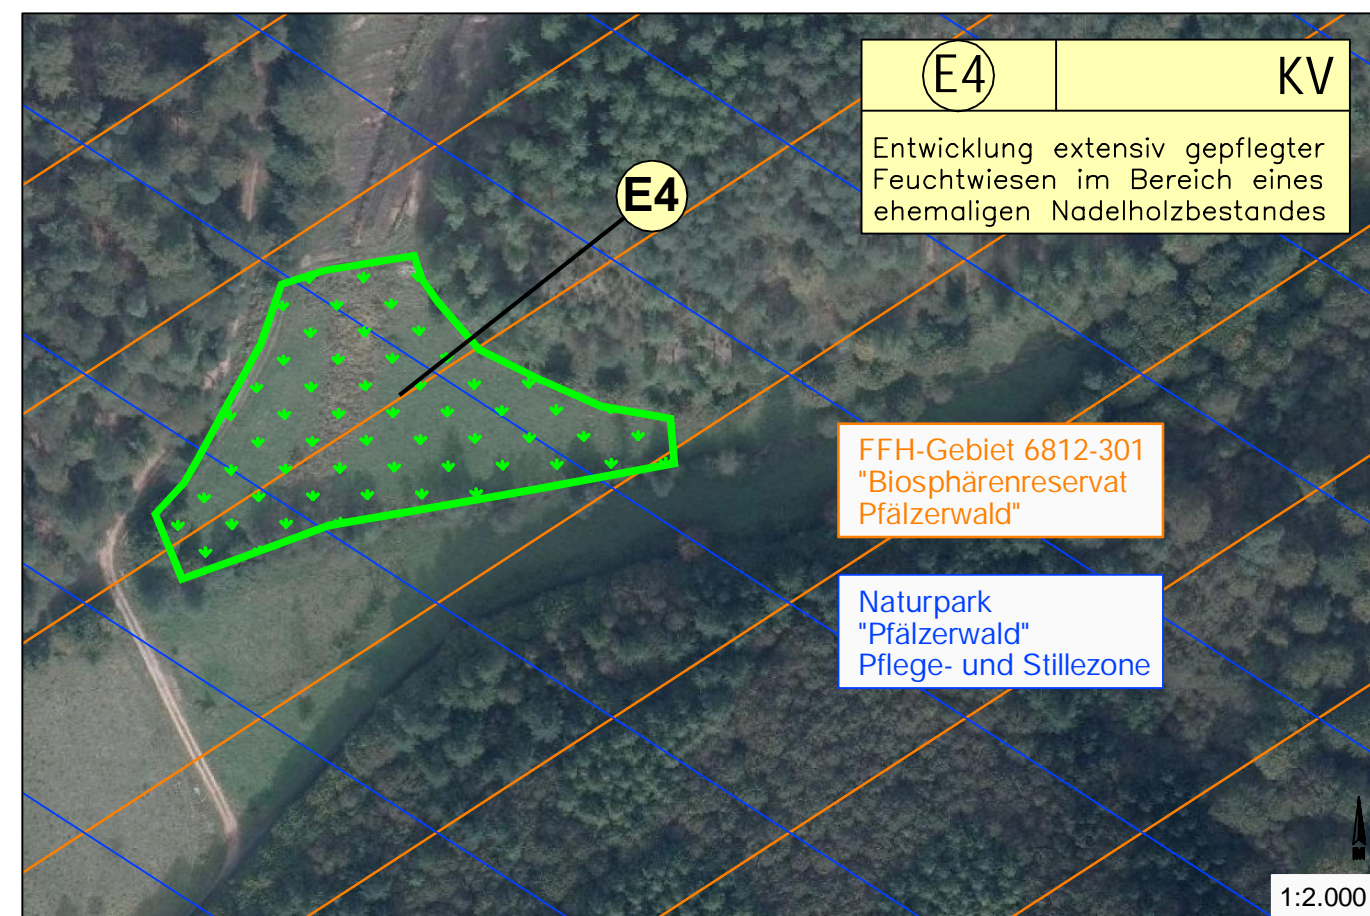 E4 KV
Entwicklung extensiv gepflegter
Feuchtwiesen im Bereich eines
ehemaligen Nadelholzbestandes
E4
FFH-Gebiet 6812-301
"Biosphärenreservat
Pfälzerwald"
Naturpark
"Pfälzerwald"
Pflege- und Stillezone
N
1:2.000